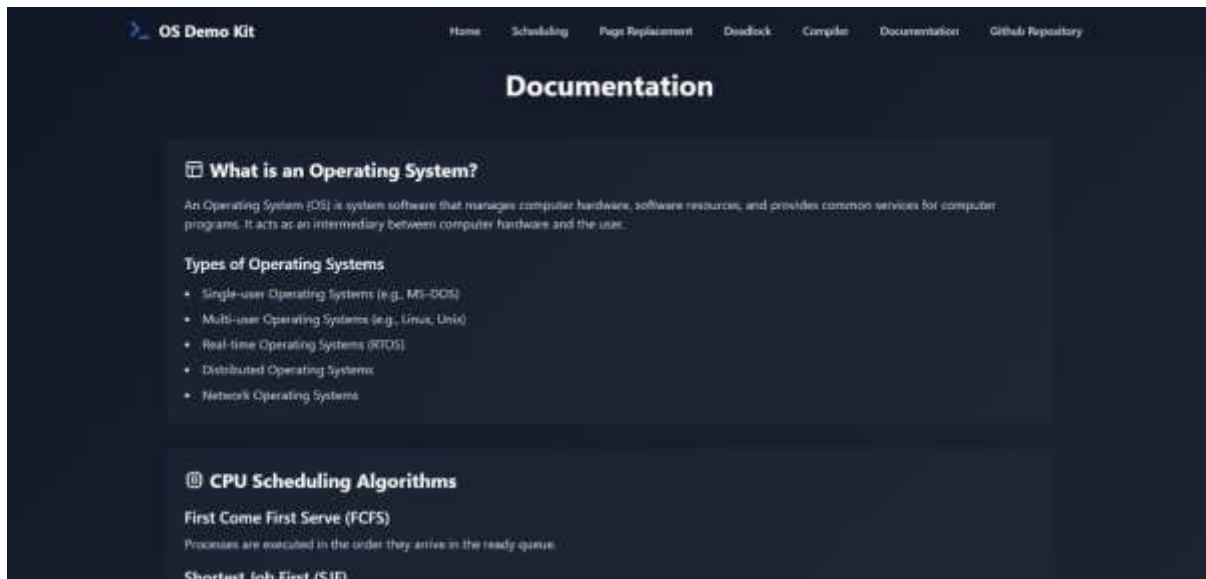 >_ OS Demo Kit
Home Scheduling Page Replacement Deadlock Compiler Documentation Github Repository
Documentation
What is an Operating System?
An Operating System (OS) is system software that manages computer hardware, software resources, and provides common services for computer
programs. It acts as an intermediary between computer hardware and the user.
Types of Operating Systems
• Single-user Operating Systems (e.g., MS-DOS)
• Multi-user Operating Systems (e.g., Linux, Unix)
• Real-time Operating Systems (RTOS)
• Distributed Operating Systems
• Network Operating Systems
CPU Scheduling Algorithms
First Come First Serve (FCFS)
Processes are executed in the order they arrive in the ready queue.
Shortest Job First (SJF)